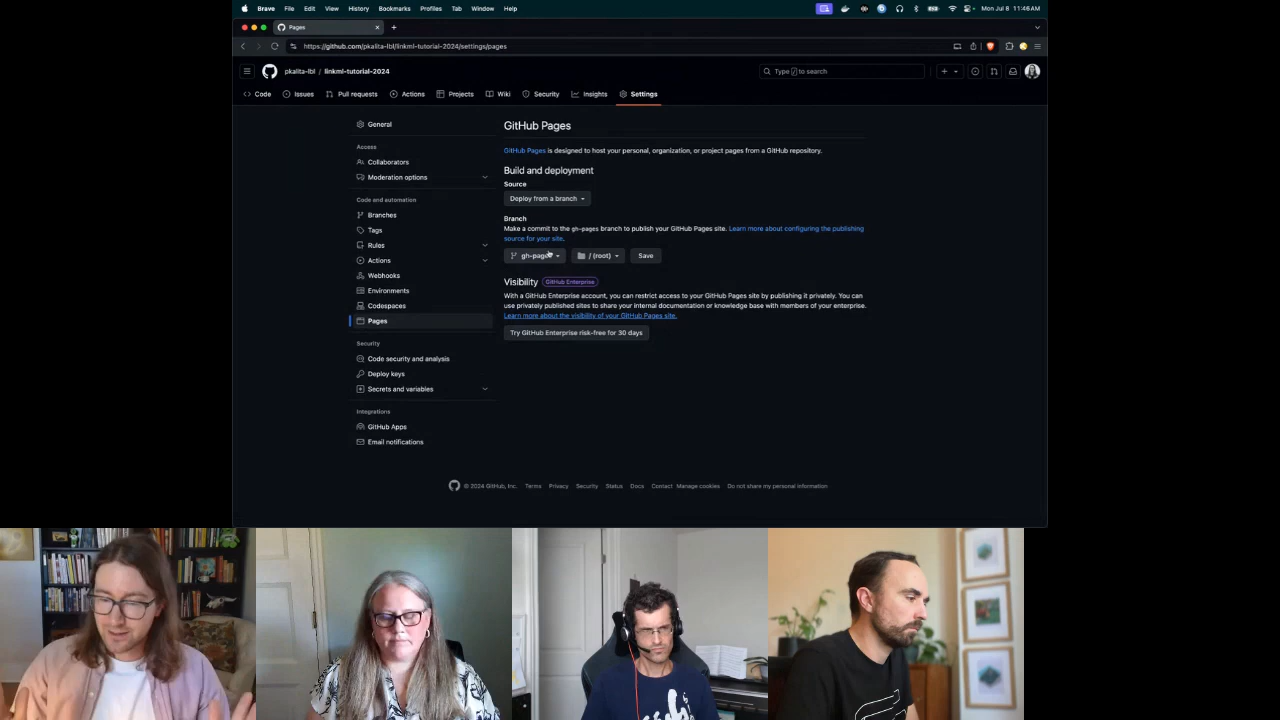 Brave File Edit View History Bookmarks Profiles Tab Window Help Mon Jul 8 11:46 AM
Pages
https://github.com/pkalita-lbl/linkml-tutorial-2024/settings/pages
pkalita-lbl / linkml-tutorial-2024 Type / to search
Code Issues Pull requests Actions Projects Wiki Security Insights Settings
General
Access
Collaborators
Moderation options
Code and automation
Branches
Tags
Rules
Actions
Webhooks
Environments
Codespaces
Pages
Security
Code security and analysis
Deploy keys
Secrets and variables
Integrations
GitHub Apps
Email notifications
GitHub Pages
GitHub Pages is designed to host your personal, organization, or project pages from a GitHub repository.
Build and deployment
Source
Deploy from a branch
Branch
Make a commit to the gh-pages branch to publish your GitHub Pages site. Learn more about configuring the publishing
source for your site.
gh-pages / (root) Save
Visibility GitHub Enterprise
With a GitHub Enterprise account, you can restrict access to your GitHub Pages site by publishing it privately. You can
use privately published sites to share your internal documentation or knowledge base with members of your enterprise.
Learn more about the visibility of your GitHub Pages site.
Try GitHub Enterprise risk-free for 30 days
© 2024 GitHub, Inc. Terms Privacy Security Status Docs Contact Manage cookies Do not share my personal information